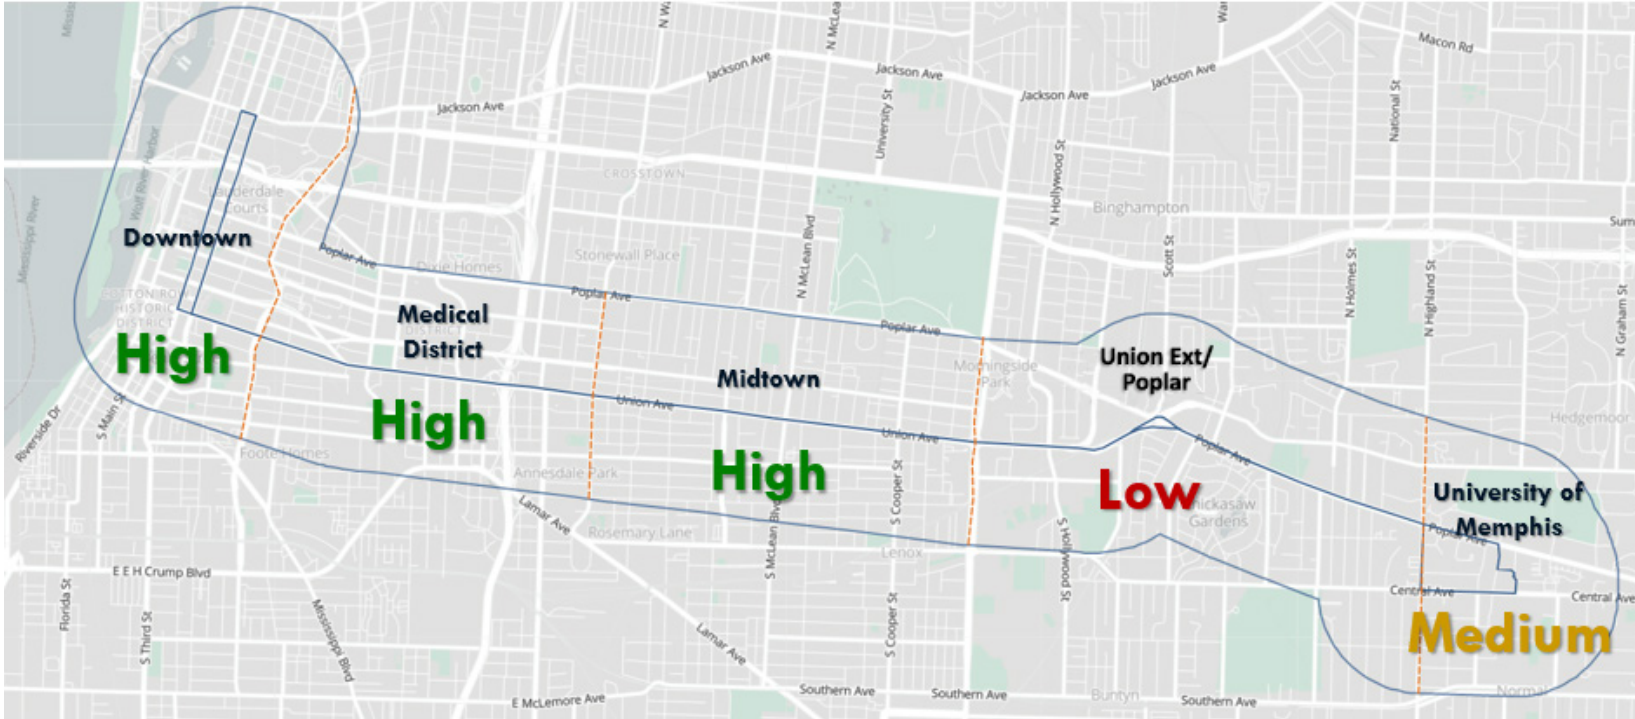 Jackson Ave
Jackson Ave
Jackson Ave
Jackson Ave
Jackson Ave
Macon Rd
University St
National St
N Hollywood St
Wolf River Harbor
Mississippi River
CROSSTOWN
Lauderdale
Courts
Binghampton
Downtown
Poplar Ave
Dixie Homes
Stonewall Place
N McLean Blvd
Scott St
N Holmes St
N Highland St
N Graham St
Poplar Ave
Poplar Ave
HISTORIC
DISTRICT
Medical
District
High
Midtown
Morningside
Park
Union Ext/
Poplar
Union Ave
Union Ave
High
High
Low
Poplar Ave
Hedgemoor
Riverside Dr
S Main St
Foote Homes
Annesdale Park
S Cooper St
Gardens
University of
Memphis
Lamar Ave
Rosemary Lane
S McLean Blvd
Lenox
S Hollywood St
Poplar Ave
E E H Crump Blvd
Florida St
S Third St
Mississippi Blvd
S Cooper St
Central Ave
Central Ave
Medium
Lamar Ave
E McLemore Ave
Southern Ave
Southern Ave
Buntyn
Southern Ave
Normal